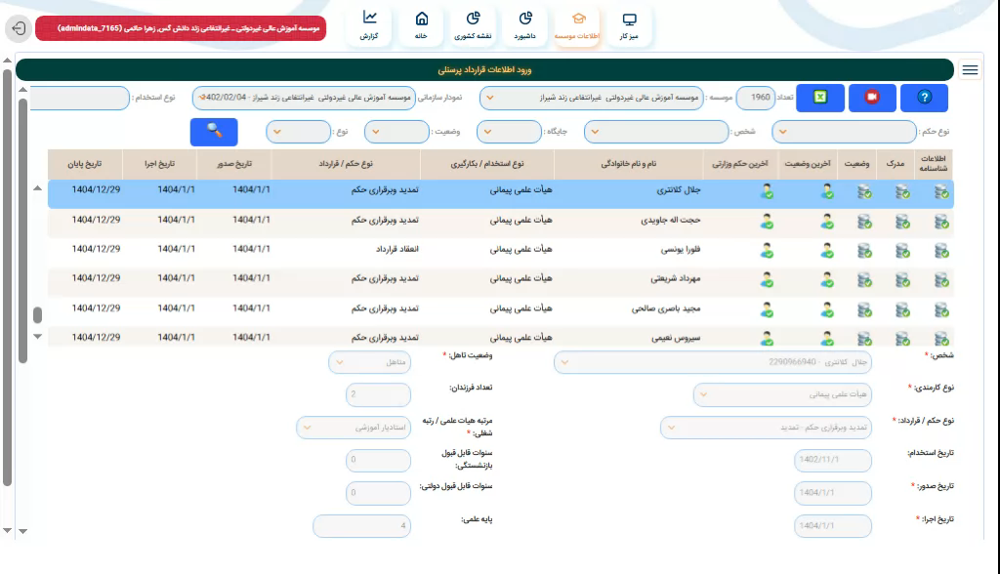 میز کار
اطلاعات موسسه
داشبورد
نقشه کشوری
خانه
گزارش
موسسه آموزش عالی غیردولتی _ غیرانتفاعی زند دانش گس، زهرا حاتمی (admindata_7165)
ورود اطلاعات قرارداد پرسنلی
تعداد 1960 موسسه : موسسه آموزش عالی غیردولتی غیرانتفاعی زند شیراز نمودار سازمانی : موسسه آموزش عالی غیردولتی غیرانتفاعی زند شیراز - 1402/02/04 نوع استخدام :
نوع حکم : شخص : جایگاه : وضعیت : نوع :
اطلاعات شناسنامه مدرک وضعیت آخرین وضعیت آخرین حکم وزارتی نام و نام خانوادگی نوع استخدام / بکارگیری نوع حکم / قرارداد تاریخ صدور تاریخ اجرا تاریخ پایان
جلال کلانتری هیأت علمی پیمانی تمدید وبرقراری حکم 1404/1/1 1404/1/1 1404/12/29
حجت اله جاویدی هیأت علمی پیمانی تمدید وبرقراری حکم 1404/1/1 1404/1/1 1404/12/29
فلورا یونسی هیأت علمی پیمانی انعقاد قرارداد 1404/1/1 1404/1/1 1404/12/29
مهرداد شریعتی هیأت علمی پیمانی تمدید وبرقراری حکم 1404/1/1 1404/1/1 1404/12/29
مجید باصری صالحی هیأت علمی پیمانی تمدید وبرقراری حکم 1404/1/1 1404/1/1 1404/12/29
سیروس نعیمی هیأت علمی پیمانی تمدید وبرقراری حکم 1404/1/1 1404/1/1 1404/12/29
شخص: * جلال کلانتری - 2290966940 وضعیت تاهل: * متاهل
نوع کارمندی: * هیأت علمی پیمانی تعداد فرزندان: 2
نوع حکم / قرارداد: * تمدید وبرقراری حکم - تمدید مرتبه هیات علمی / رتبه شغلی: * استادیار آموزشی
تاریخ استخدام: 1402/11/1 سنوات قابل قبول بازنشستگی: 0
تاریخ صدور: * 1404/1/1 سنوات قابل قبول دولتی: 0
تاریخ اجرا: * 1404/1/1 پایه علمی: 4